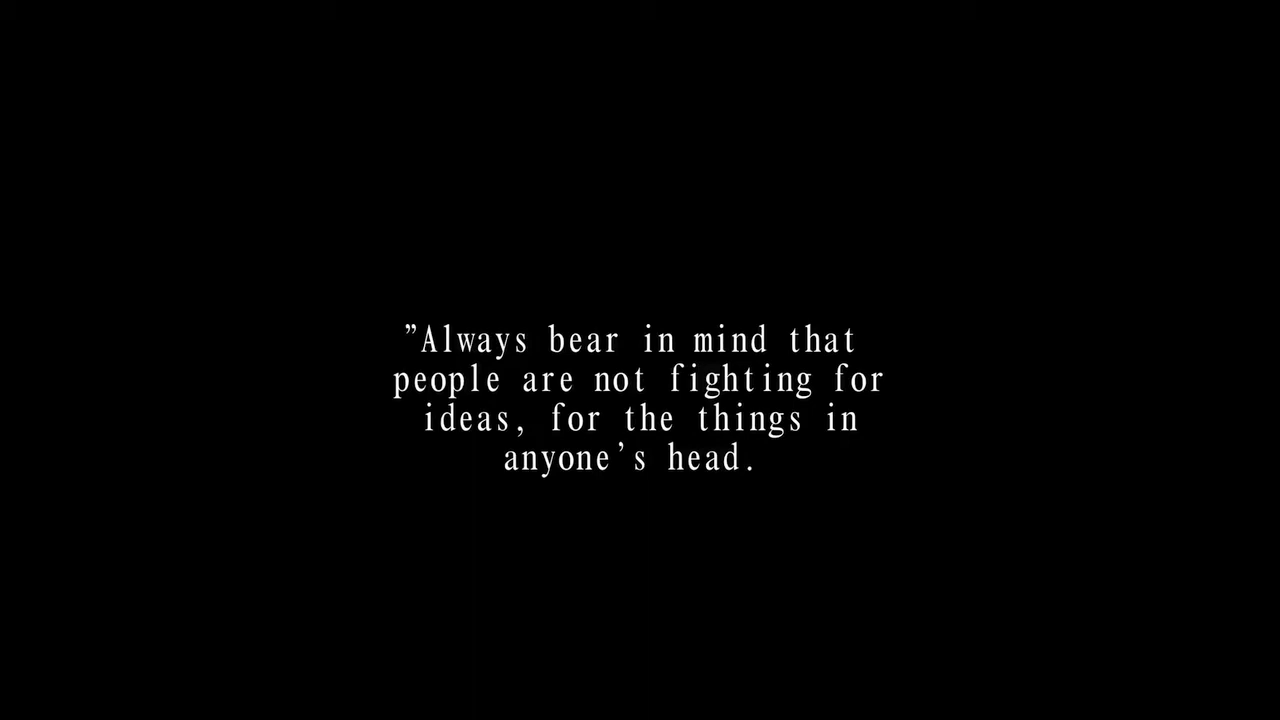 ”Always bear in mind that
people are not fighting for
ideas, for the things in
anyone’s head.